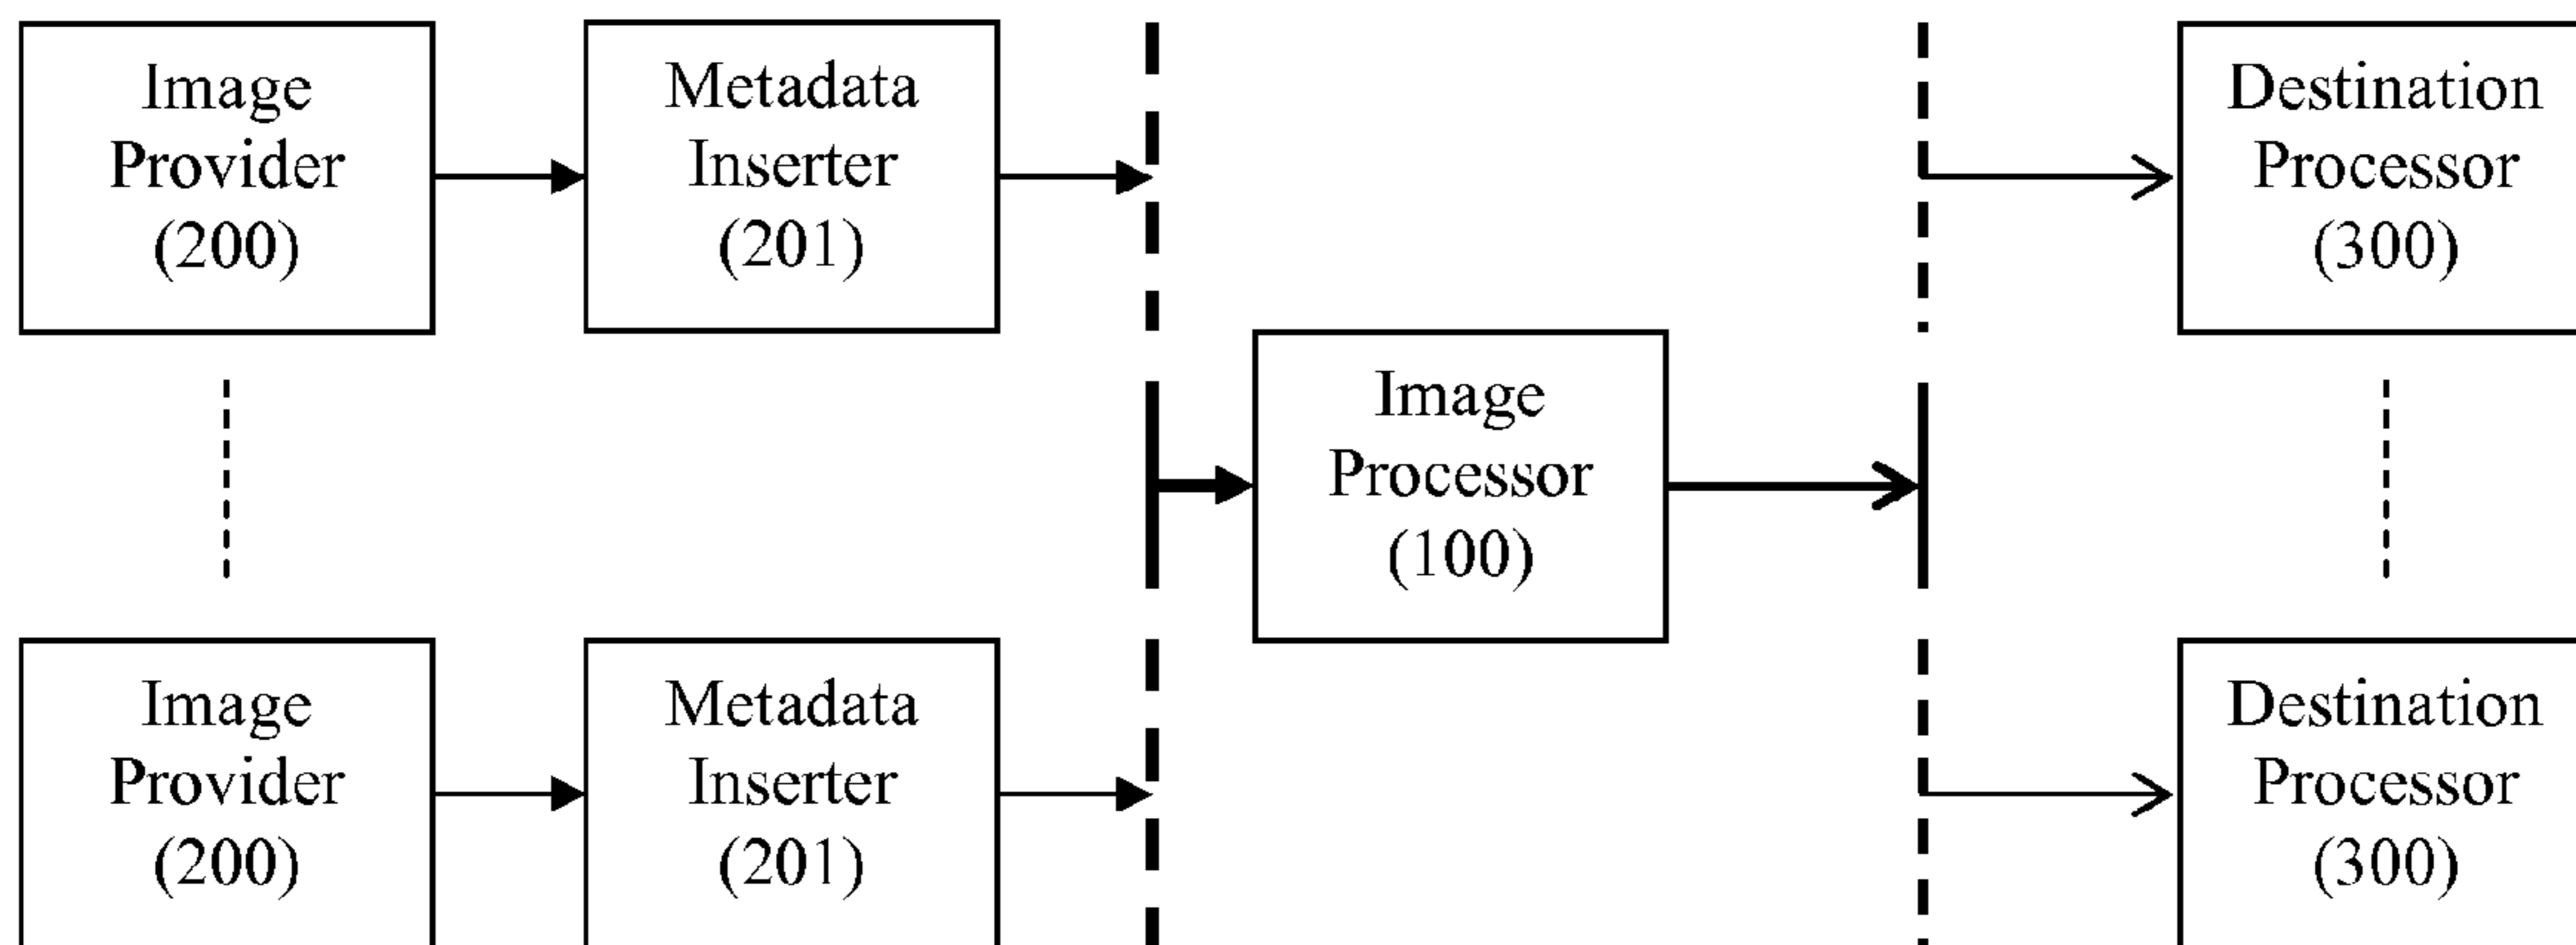 Image
Provider
(200)
Metadata
Inserter
(201)
Destination
Processor
(300)
Image
Processor
(100)
Image
Provider
(200)
Metadata
Inserter
(201)
Destination
Processor
(300)